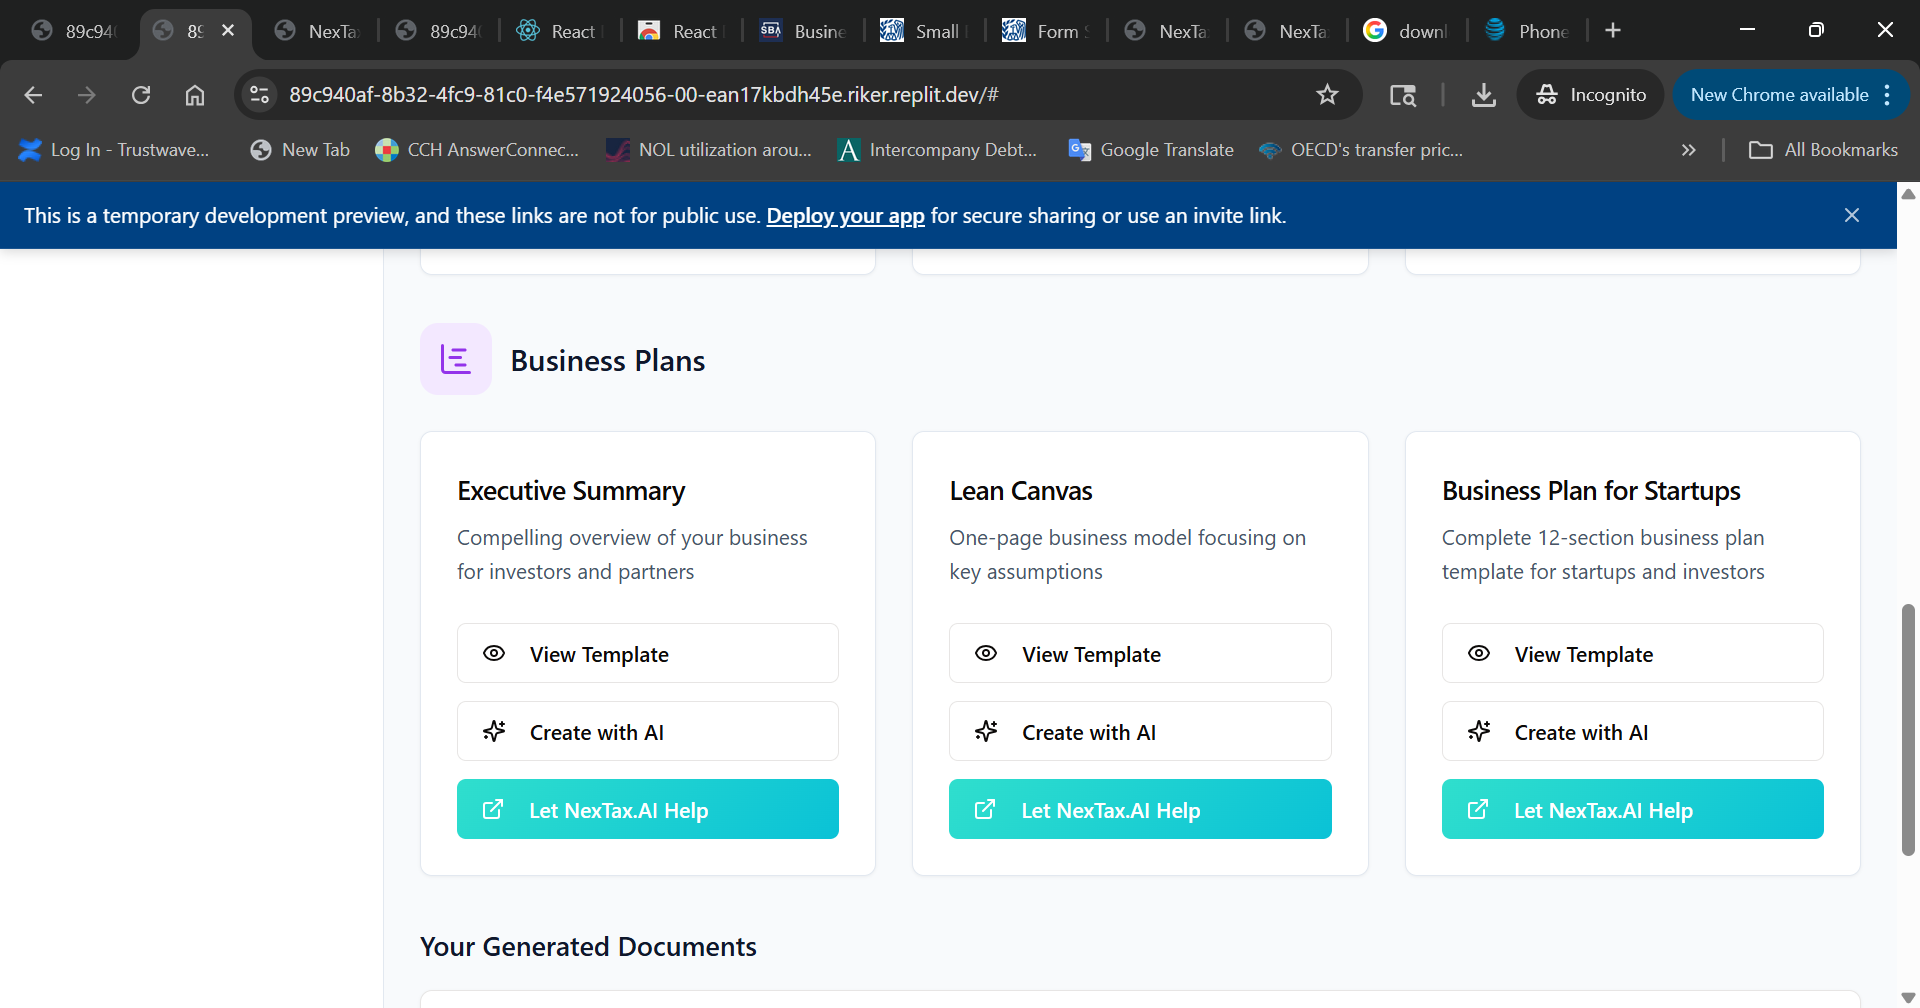 89c940
89
NexTa
89c940
React
React
Busine
Small
Form
NexTa
NexTa
downl
Phone
89c940af-8b32-4fc9-81c0-f4e571924056-00-ean17kbdh45e.riker.replit.dev/#
Incognito
New Chrome available
Log In - Trustwave...
New Tab
CCH AnswerConnec...
NOL utilization arou...
Intercompany Debt...
Google Translate
OECD's transfer pric...
All Bookmarks
This is a temporary development preview, and these links are not for public use. Deploy your app for secure sharing or use an invite link.
Business Plans
Executive Summary
Compelling overview of your business
for investors and partners
View Template
Create with AI
Let NexTax.AI Help
Lean Canvas
One-page business model focusing on
key assumptions
View Template
Create with AI
Let NexTax.AI Help
Business Plan for Startups
Complete 12-section business plan
template for startups and investors
View Template
Create with AI
Let NexTax.AI Help
Your Generated Documents